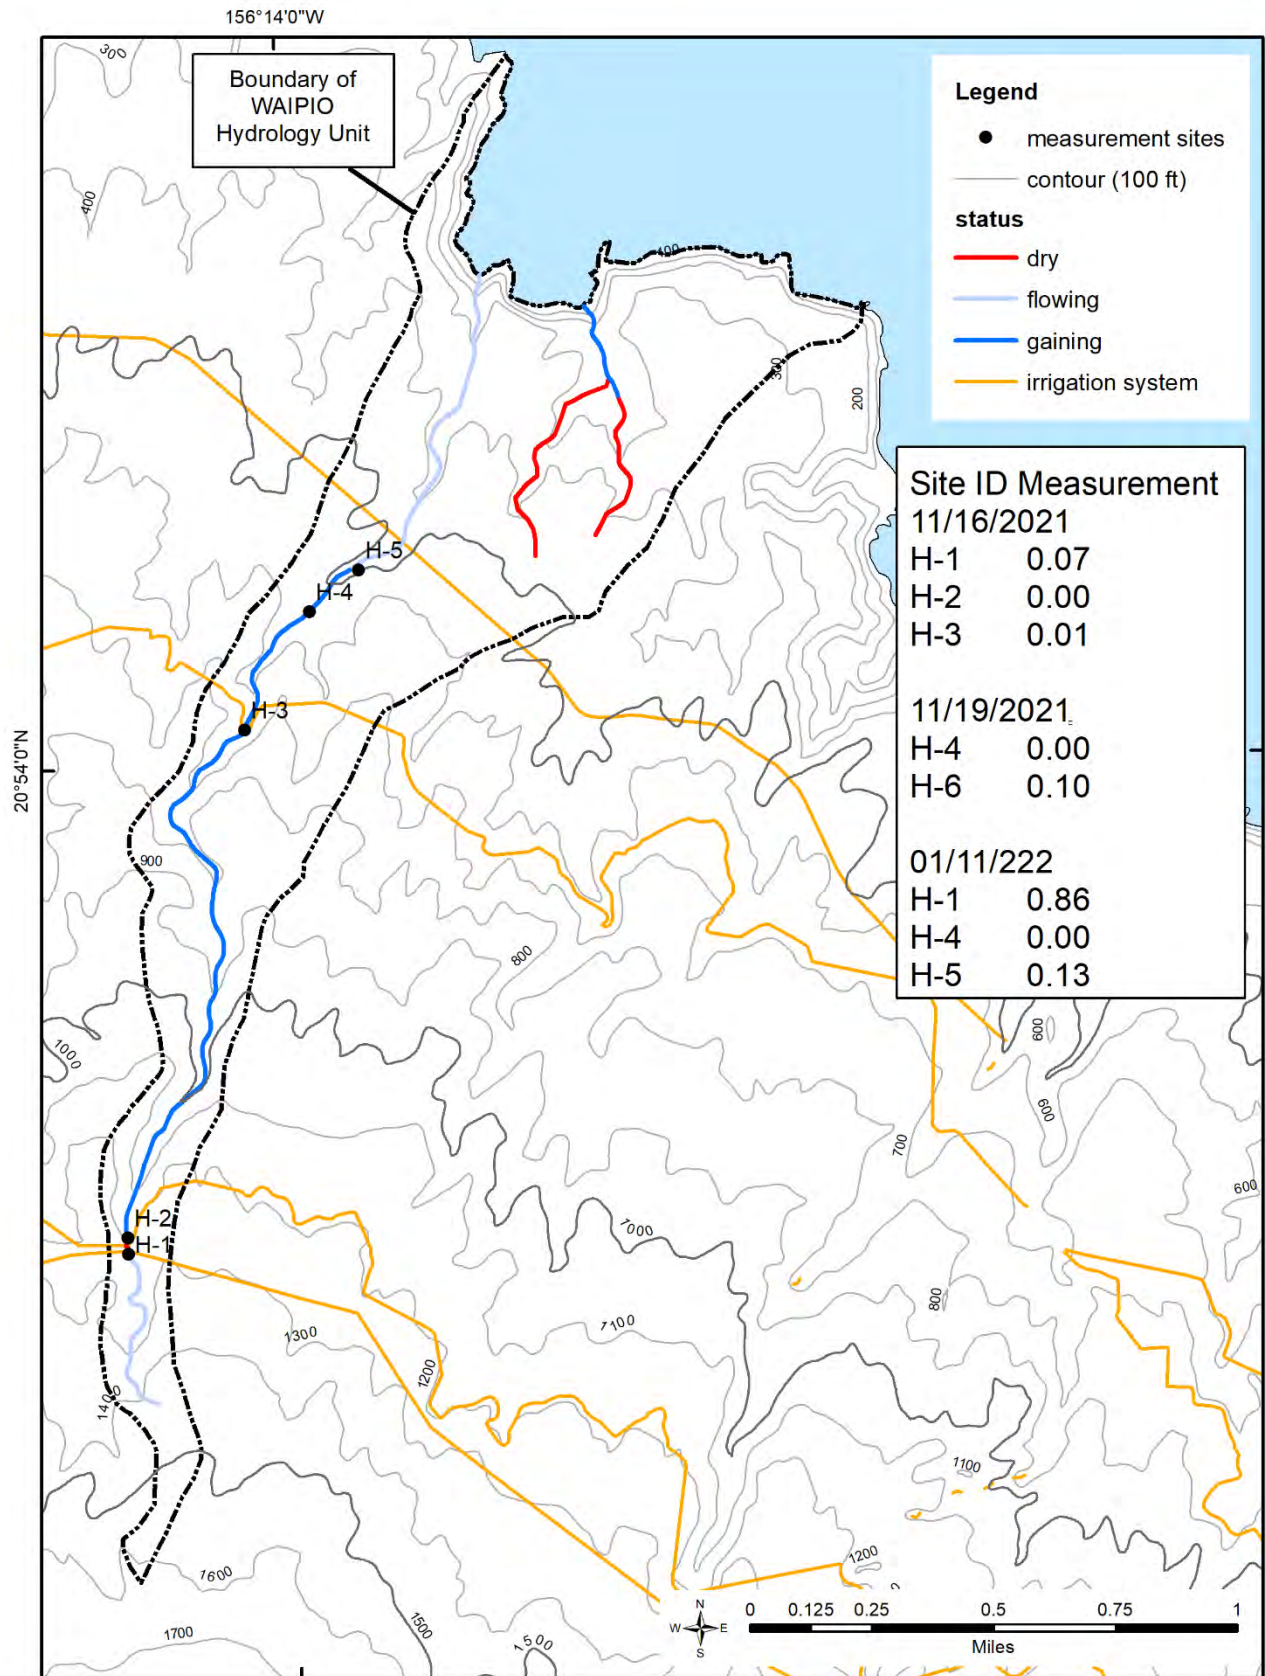 156°14'0"W
Boundary of
WAIPIO
Hydrology Unit
Legend
measurement sites
contour (100 ft)
status
dry
flowing
gaining
irrigation system
Site ID Measurement
11/16/2021
H-1 0.07
H-2 0.00
H-3 0.01
11/19/2021
H-4 0.00
H-6 0.10
01/11/222
H-1 0.86
H-4 0.00
H-5 0.13
300
400
400
300
200
H-5
H-4
H-3
20°54'0"N
900
800
1000
600
600
700
600
H-2
H-1
1000
800
1100
1300
1200
1400
1100
1200
1600
1700
1500
1500
N
W E
S
0 0.125 0.25 0.5 0.75 1
Miles